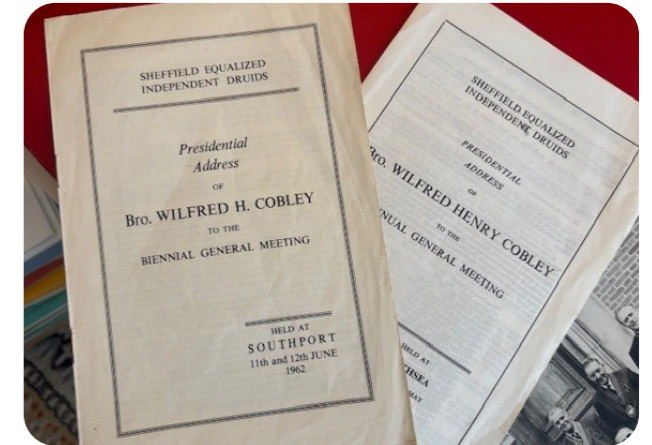 SHEFFIELD EQUALIZED
INDEPENDENT DRUIDS
Presidential
Address
OF
Bro. WILFRED H. COBLEY
TO THE
BIENNIAL GENERAL MEETING
HELD AT
SOUTHPORT
11th and 12th JUNE
1962
SHEFFIELD EQUALIZED
INDEPENDENT DRUIDS
PRESIDENTIAL
ADDRESS
OF
Bro. WILFRED HENRY COBLEY
TO THE
GENERAL MEETING
HELD AT
MAY